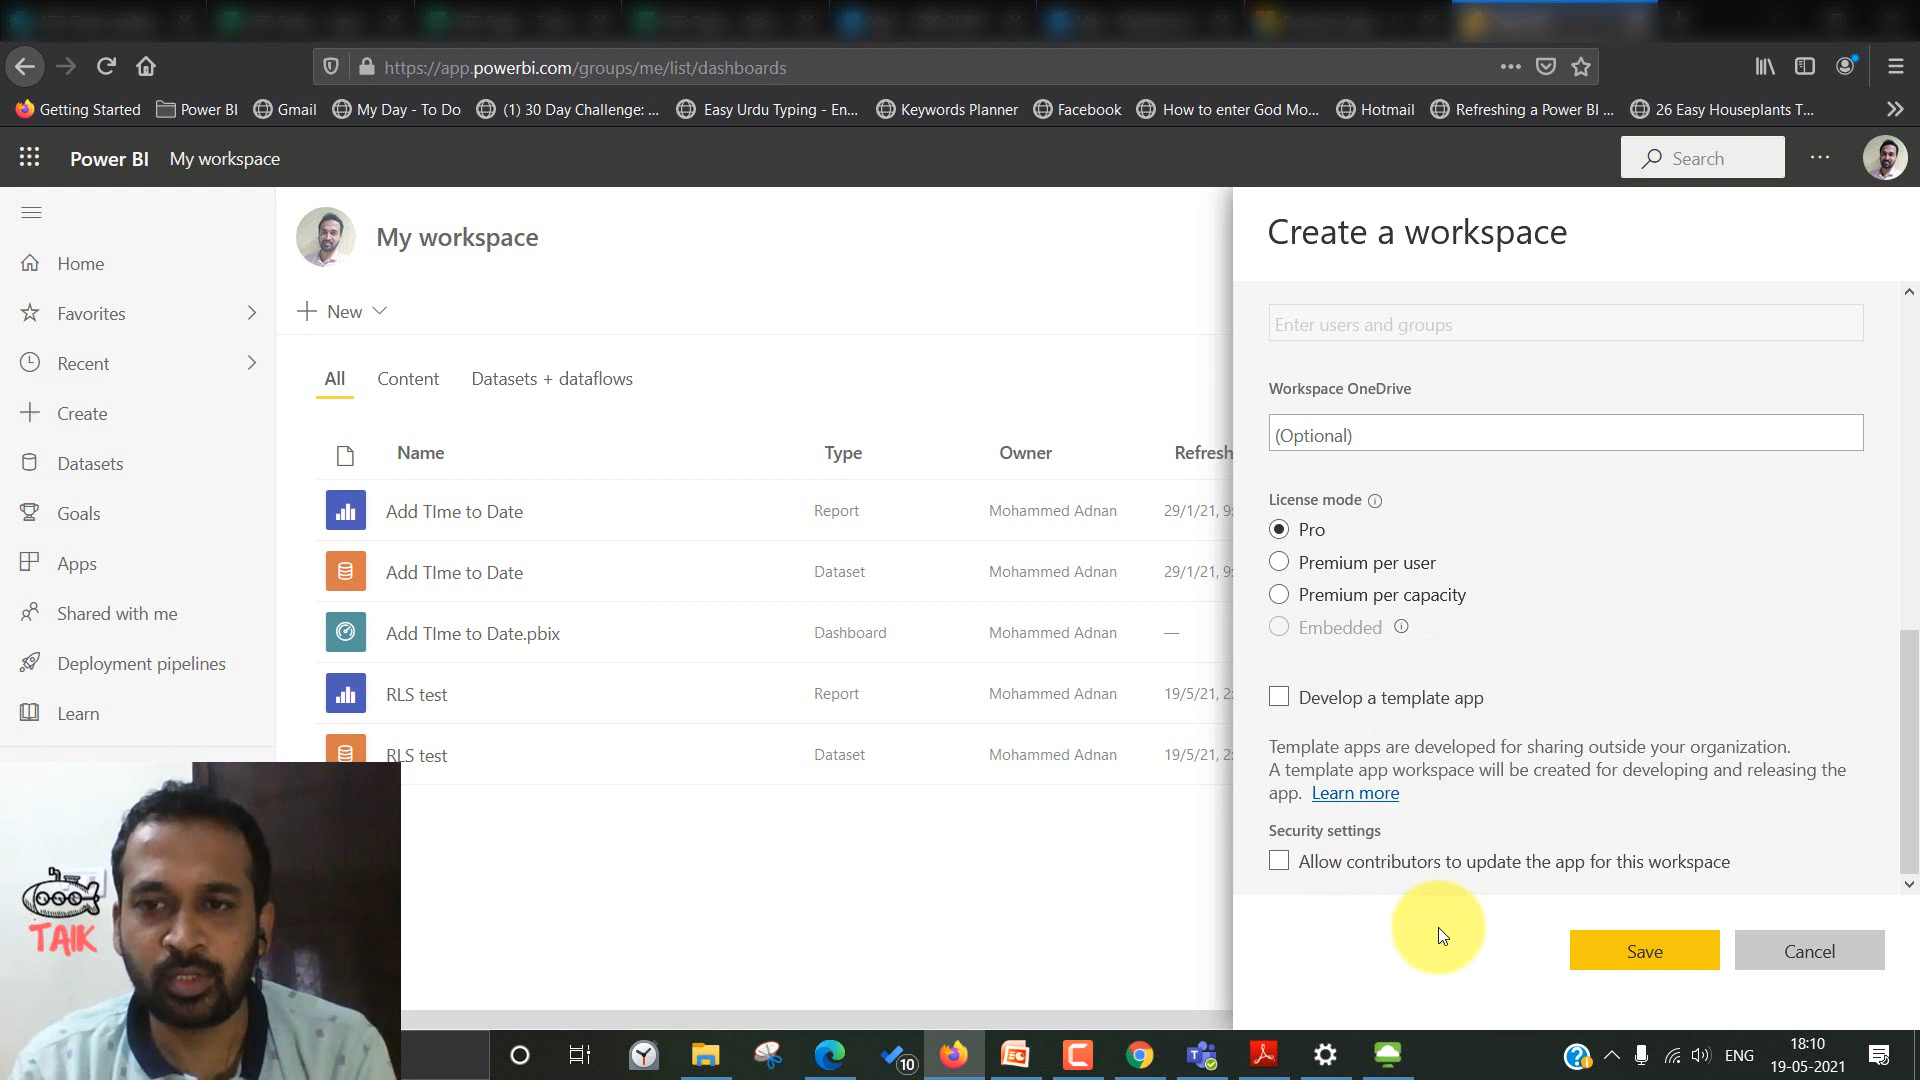 https://app.powerbi.com/groups/me/list/dashboards
Getting Started
Power BI
Gmail
My Day - To Do
(1) 30 Day Challenge: ...
Easy Urdu Typing - En...
Keywords Planner
Facebook
How to enter God Mo...
Hotmail
Refreshing a Power BI ...
26 Easy Houseplants T...
Power BI
My workspace
Search
Home
Favorites
Recent
Create
Datasets
Goals
Apps
Shared with me
Deployment pipelines
Learn
My workspace
New
All
Content
Datasets + dataflows
Name Type Owner Refresh
Add TIme to Date Report Mohammed Adnan 29/1/21, 9:
Add TIme to Date Dataset Mohammed Adnan 29/1/21, 9:
Add TIme to Date.pbix Dashboard Mohammed Adnan —
RLS test Report Mohammed Adnan 19/5/21, 2:
RLS test Dataset Mohammed Adnan 19/5/21, 2:
Create a workspace
Enter users and groups
Workspace OneDrive
(Optional)
License mode
Pro
Premium per user
Premium per capacity
Embedded
Develop a template app
Template apps are developed for sharing outside your organization.
A template app workspace will be created for developing and releasing the
app. Learn more
Security settings
Allow contributors to update the app for this workspace
Save
Cancel
TAIK
10
ENG
18:10
19-05-2021